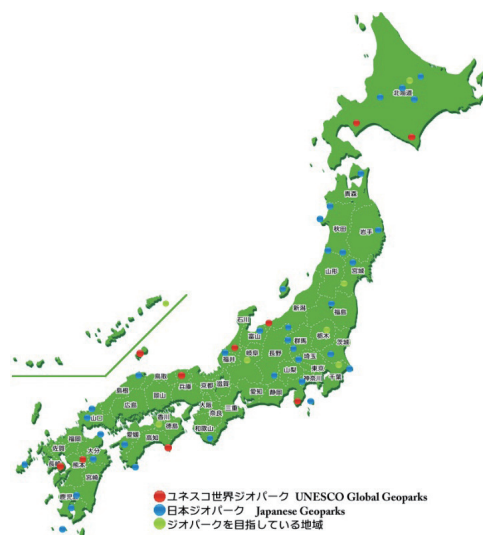 北海道
青森
秋田
岩手
山形
宮城
新潟
福島
石川
富山
栃木
群馬
茨城
福井
岐阜
長野
埼玉
東京
山梨
千葉
神奈川
鳥取
島根
兵庫
京都
滋賀
愛知
静岡
岡山
広島
大阪
三重
奈良
山口
香川
和歌山
徳島
愛媛
高知
福岡
佐賀
大分
長崎
熊本
宮崎
鹿児
ユネスコ世界ジオパーク UNESCO Global Geoparks
日本ジオパーク Japanese Geoparks
ジオパークを目指している地域